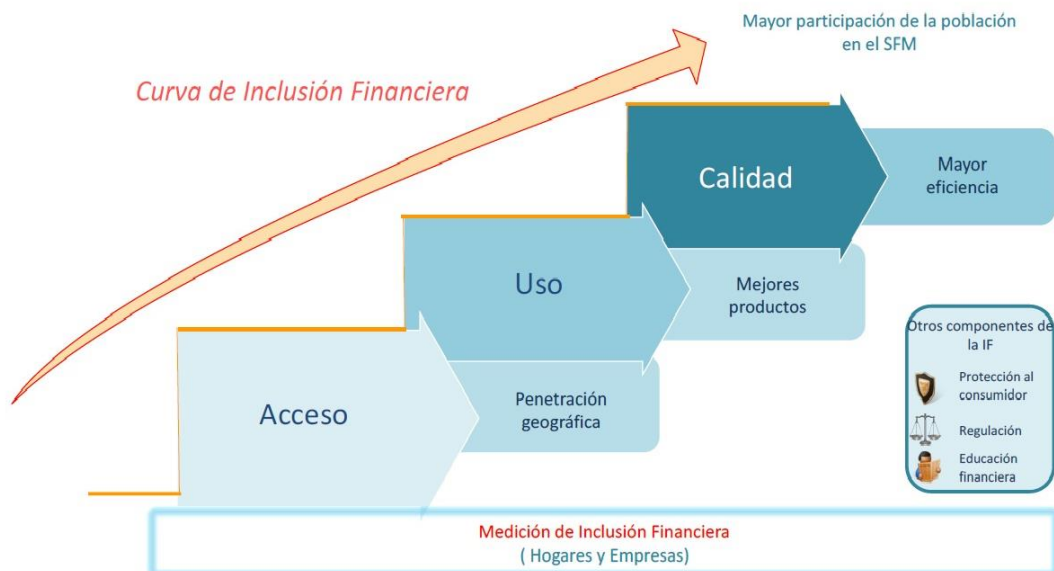 Mayor participación de la población
en el SFM
Curva de Inclusión Financiera
Calidad
Mayor
eficiencia
Uso
Mejores
productos
Acceso
Penetración
geográfica
Otros componentes de
la IF
Protección al
consumidor
Regulación
Educación
financiera
Medición de Inclusión Financiera
( Hogares y Empresas)